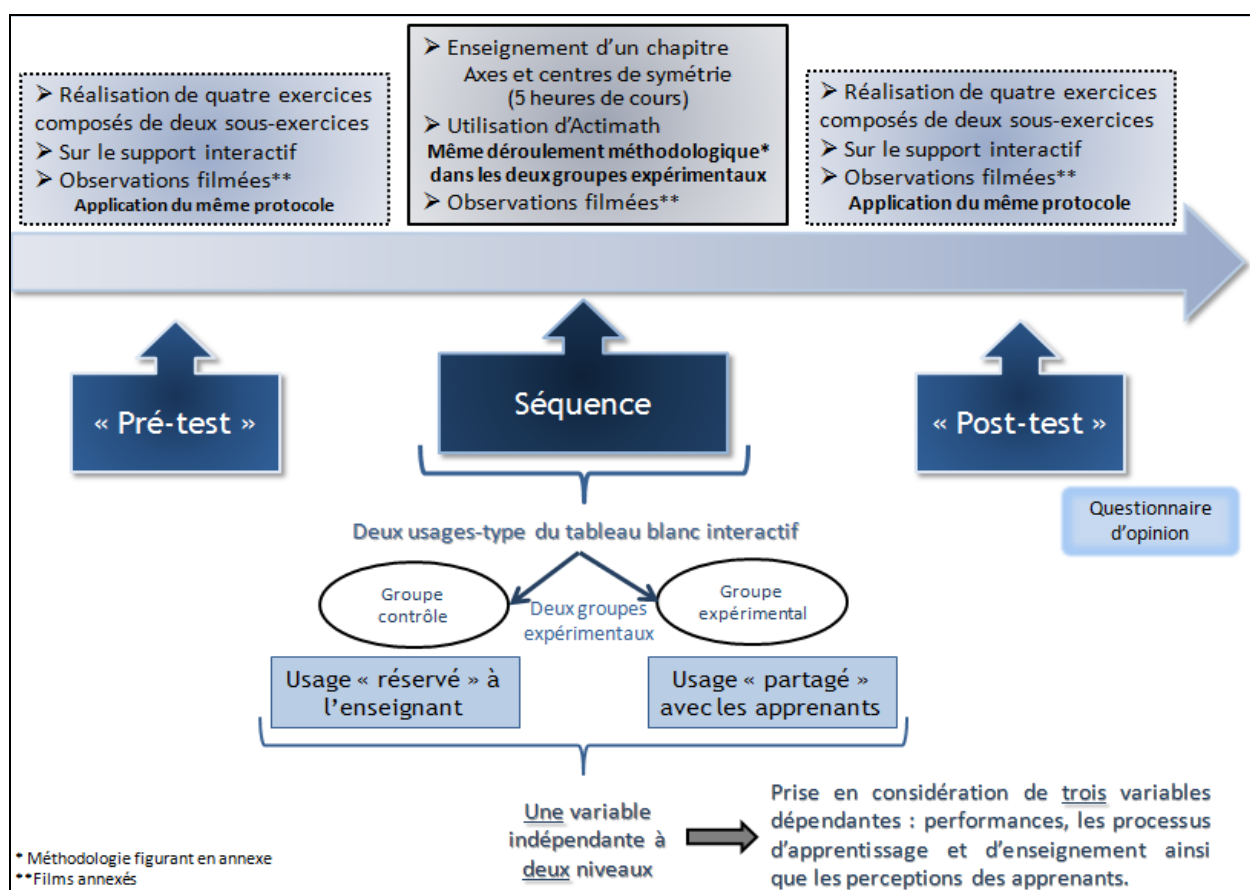 ➢ Réalisation de quatre exercices
composés de deux sous-exercices
➢ Sur le support interactif
➢ Observations filmées**
Application du même protocole
➢ Enseignement d’un chapitre
Axes et centres de symétrie
(5 heures de cours)
➢ Utilisation d’Actimath
Même déroulement méthodologique*
dans les deux groupes expérimentaux
➢ Observations filmées**
➢ Réalisation de quatre exercices
composés de deux sous-exercices
➢ Sur le support interactif
➢ Observations filmées**
Application du même protocole
« Pré-test »
Séquence
« Post-test »
Questionnaire
d’opinion
Deux usages-type du tableau blanc interactif
Groupe
contrôle
Deux groupes
expérimentaux
Groupe
expérimental
Usage « réservé » à
l’enseignant
Usage « partagé »
avec les apprenants
Une variable
indépendante à
deux niveaux
Prise en considération de trois variables
dépendantes : performances, les processus
d’apprentissage et d’enseignement ainsi
que les perceptions des apprenants.
* Méthodologie figurant en annexe
**Films annexés